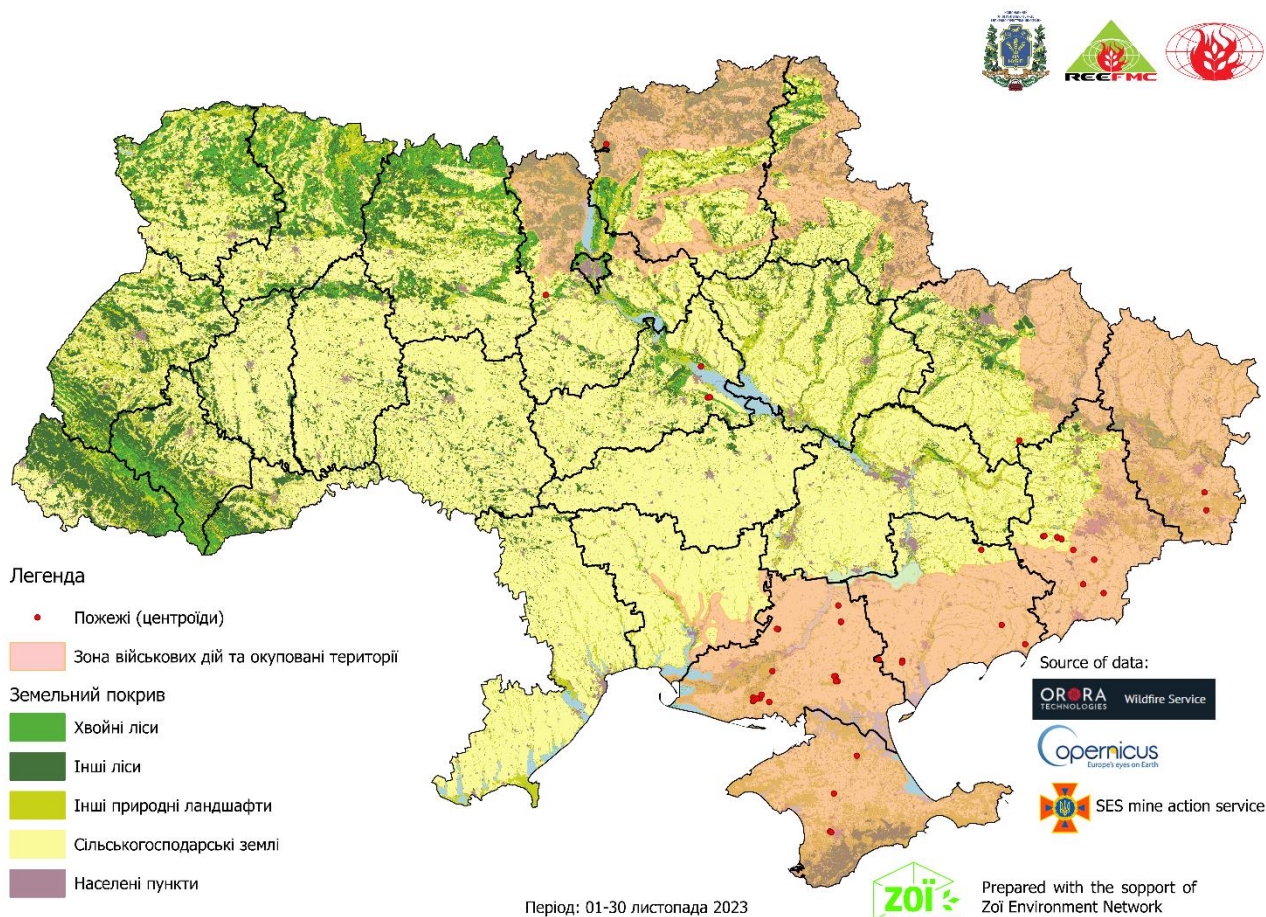 REEFMC
Легенда
Пожежі (центроїди)
Зона військових дій та окуповані території
Земельний покрив
Хвойні ліси
Інші ліси
Інші природні ландшафти
Сільськогосподарські землі
Населені пункти
Період: 01-30 листопада 2023
Source of data:
ORORA
TECHNOLOGIES
Wildfire Service
Copernicus
Europe's eyes on Earth
SES mine action service
zoï
Prepared with the sopport of
Zoï Environment Network